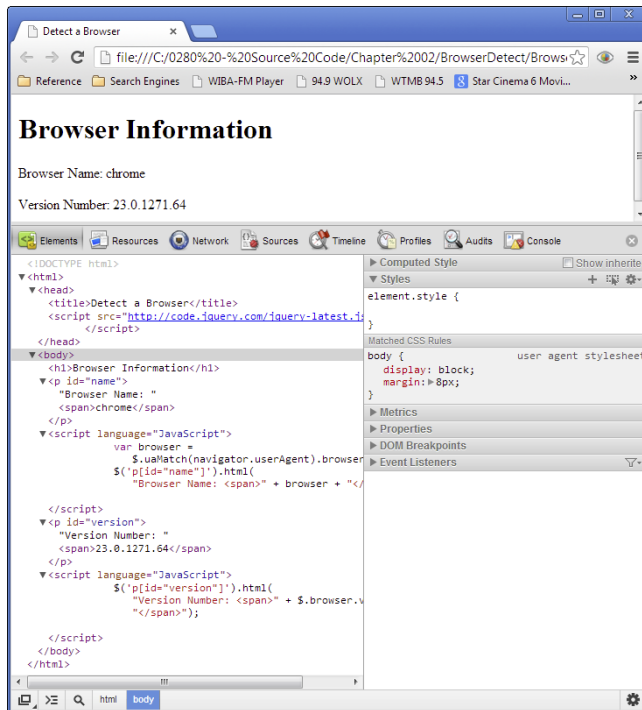 Detect a Browser
file:///C:/0280%20-%20Source%20Code/Chapter%2002/BrowserDetect/Brows
Reference Search Engines WIBA-FM Player 94.9 WOLX WTMB 94.5 Star Cinema 6 Movi... »
Browser Information
Browser Name: chrome
Version Number: 23.0.1271.64
Elements Resources Network Sources Timeline Profiles Audits Console
<!DOCTYPE html>
<html>
<head>
<title>Detect a Browser</title>
<script src="http://code.jquery.com/jquery-latest.js
</script>
</head>
<body>
<h1>Browser Information</h1>
<p id="name">
"Browser Name: "
<span>chrome</span>
</p>
<script language="JavaScript">
var browser =
$.uaMatch(navigator.userAgent).browser
$('p[id="name"]').html(
"Browser Name: <span>" + browser + "</
</script>
<p id="version">
"Version Number: "
<span>23.0.1271.64</span>
</p>
<script language="JavaScript">
$('p[id="version"]').html(
"Version Number: <span>" + $.browser.v
"</span>");
</script>
</body>
</html>
Computed Style Show inherite
Styles
element.style {
}
Matched CSS Rules
body { user agent stylesheet
display: block;
margin: 8px;
}
Metrics
Properties
DOM Breakpoints
Event Listeners
html body